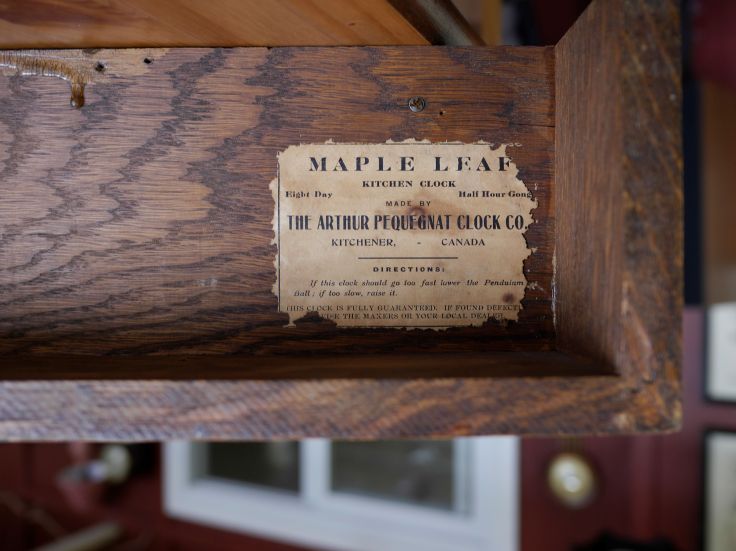 MAPLE LEAF
KITCHEN CLOCK
Eight Day Half Hour Gong
MADE BY
THE ARTHUR PEQUEGNAT CLOCK CO
KITCHENER, - CANADA
DIRECTIONS:
If this clock should go too fast lower the Pendulum
Ball; if too slow, raise it.
THIS CLOCK IS FULLY GUARANTEED. IF FOUND DEFECT
THE MAKERS OR YOUR LOCAL DEALER